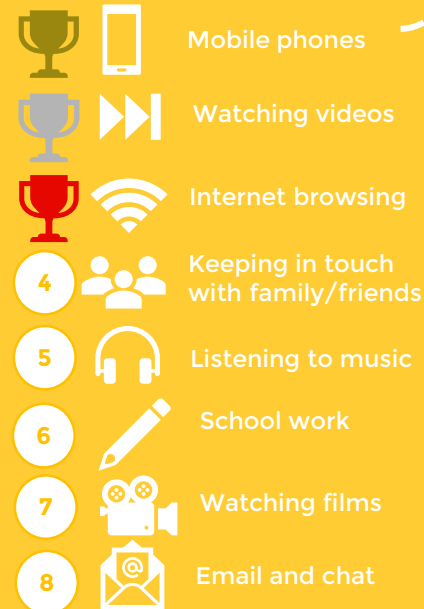 Mobile phones
Watching videos
Internet browsing
4
Keeping in touch
with family/friends
5
Listening to music
6
School work
7
Watching films
8
@
Email and chat